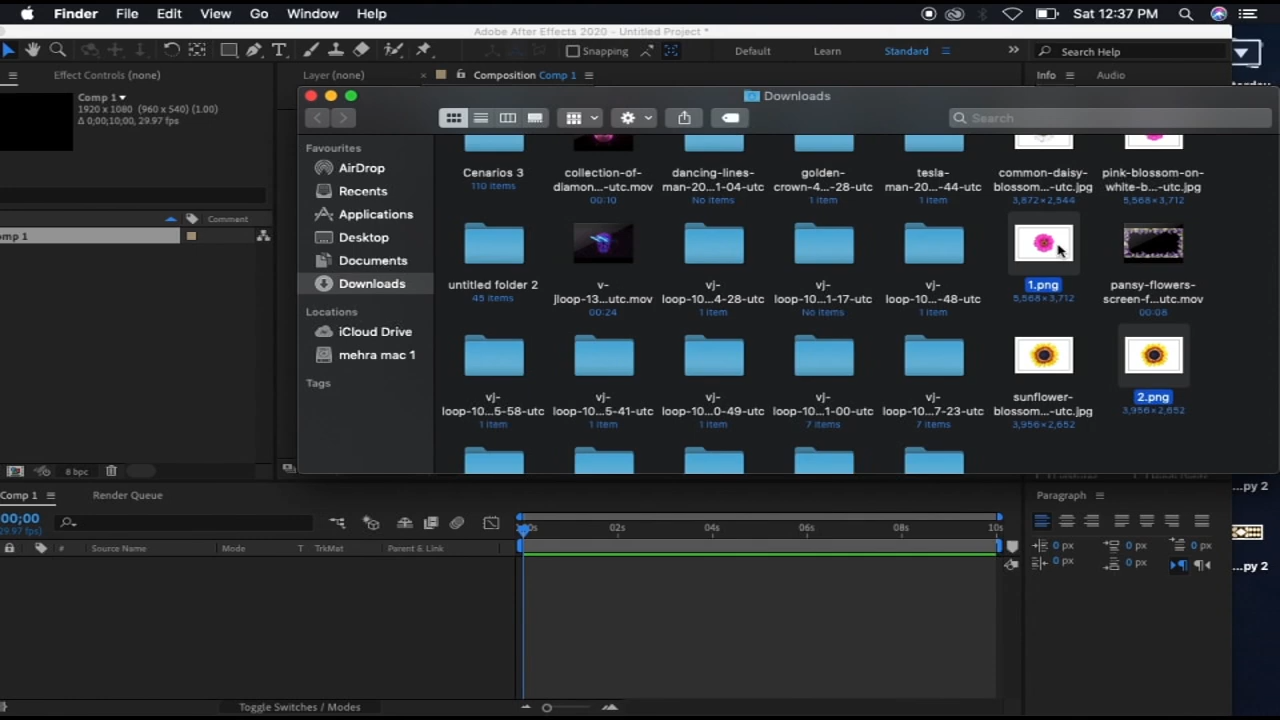 Finder File Edit View Go Window Help Sat 12:37 PM
Adobe After Effects 2020 - Untitled Project *
Snapping Default Learn Standard Search Help
Effect Controls (none) Layer (none) Composition Comp 1 Info Audio
Comp 1
1920 x 1080 (960 x 540) (1.00)
Δ 0;00;10;00, 29.97 fps
Comment
omp 1
8 bpc
Downloads
Search
Favourites
AirDrop
Recents
Applications
Desktop
Documents
Downloads
Locations
iCloud Drive
mehra mac 1
Tags
Cenarios 3
110 items
collection-of-
diamon...-utc.mov
00:10
dancing-lines-
man-20...1-04-utc
No items
golden-
crown-4...-28-utc
1 item
tesla-
man-20...-44-utc
1 item
common-daisy-
blossom...-utc.jpg
3,872×2,544
pink-blossom-on-
white-b...-utc.jpg
5,568×3,712
untitled folder 2
45 items
v-
jloop-13...utc.mov
00:24
vj-
loop-10...4-28-utc
1 item
vj-
loop-10...1-17-utc
No items
vj-
loop-10...-48-utc
1 item
1.png
5,568×3,712
pansy-flowers-
screen-f...utc.mov
00:08
vj-
loop-10...5-58-utc
1 item
vj-
loop-10...5-41-utc
1 item
vj-
loop-10...0-49-utc
1 item
vj-
loop-10...1-00-utc
7 items
vj-
loop-10...7-23-utc
7 items
sunflower-
blossom...-utc.jpg
3,956×2,652
2.png
3,956×2,652
...py 2
...py 2
Comp 1 Render Queue
00;00
29.97 fps)
# Source Name Mode T TrkMat Parent & Link
02s 04s 06s 08s 10s
Paragraph
0 px 0 px 0 px
0 px 0 px
Toggle Switches / Modes